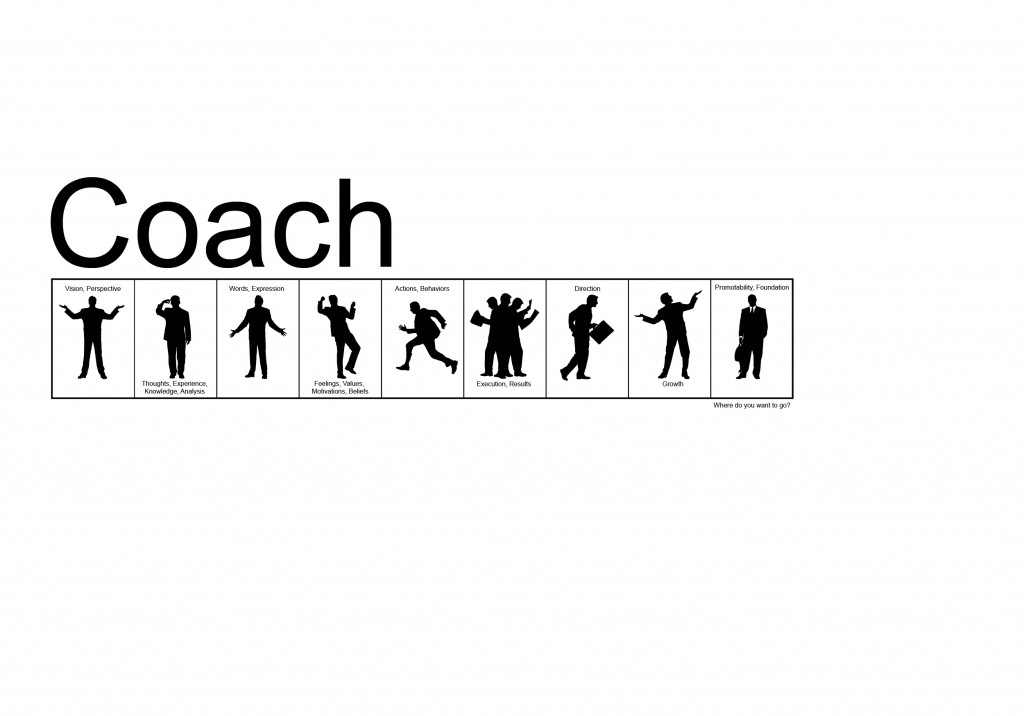 Coach
Vision, Perspective
Thoughts, Experience,
Knowledge, Analysis
Words, Expression
Feelings, Values,
Motivations, Beliefs
Actions, Behaviors
Execution, Results
Direction
Growth
Promotability, Foundation
Where do you want to go?